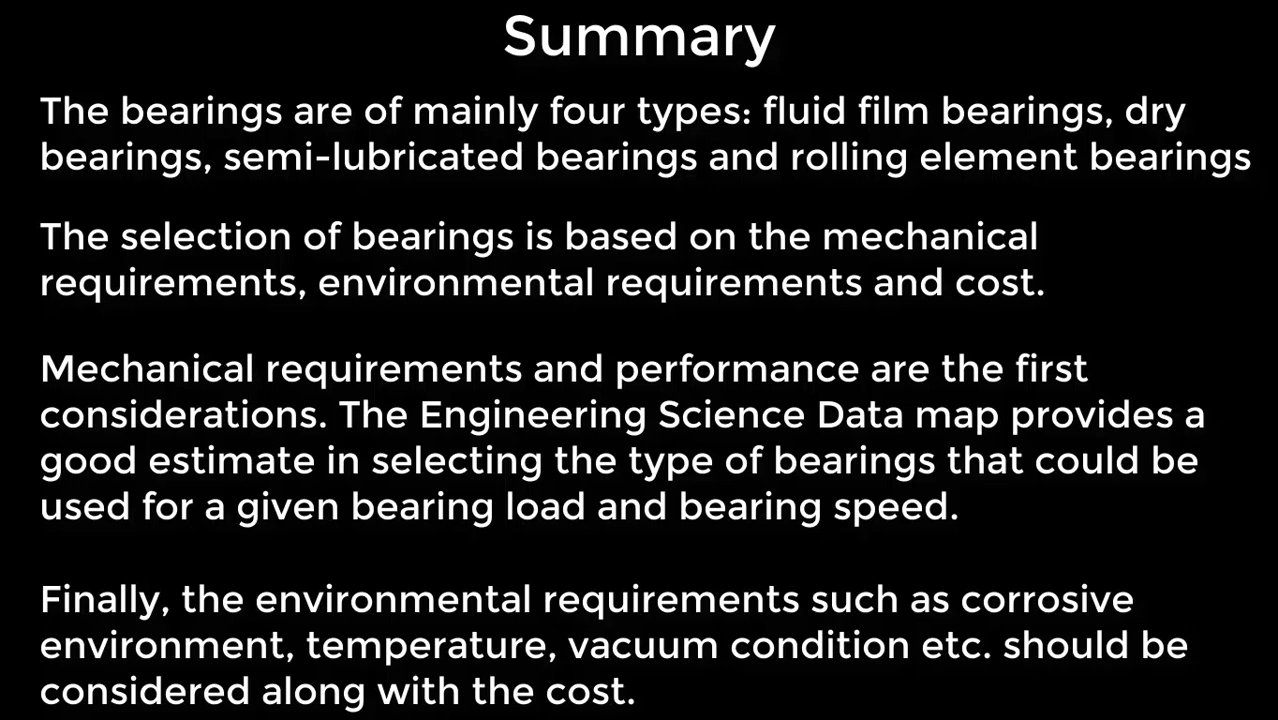 Summary
The bearings are of mainly four types: fluid film bearings, dry
bearings, semi-lubricated bearings and rolling element bearings
The selection of bearings is based on the mechanical
requirements, environmental requirements and cost.
Mechanical requirements and performance are the first
considerations. The Engineering Science Data map provides a
good estimate in selecting the type of bearings that could be
used for a given bearing load and bearing speed.
Finally, the environmental requirements such as corrosive
environment, temperature, vacuum condition etc. should be
considered along with the cost.